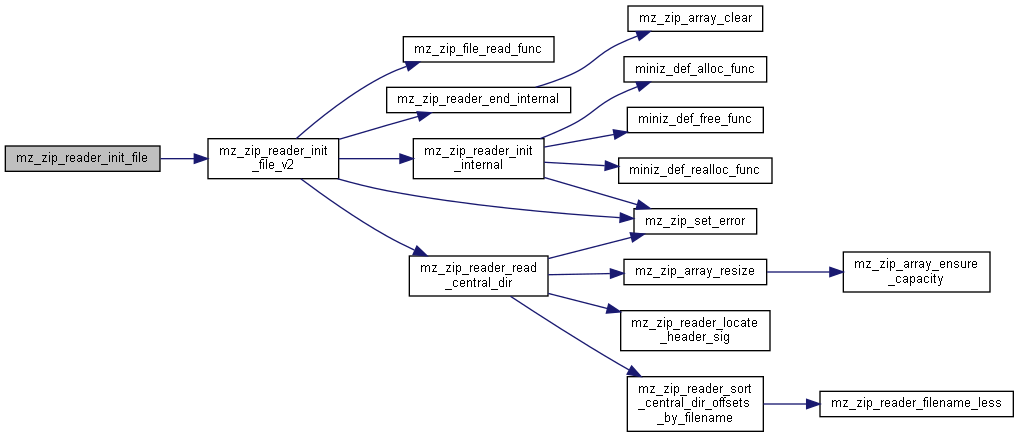 mz_zip_reader_init_file
mz_zip_reader_init
_file_v2
mz_zip_file_read_func
mz_zip_reader_end_internal
mz_zip_array_clear
mz_zip_reader_init
_internal
miniz_def_alloc_func
miniz_def_free_func
miniz_def_realloc_func
mz_zip_set_error
mz_zip_reader_read
_central_dir
mz_zip_array_resize
mz_zip_array_ensure
_capacity
mz_zip_reader_locate
_header_sig
mz_zip_reader_sort
_central_dir_offsets
_by_filename
mz_zip_reader_filename_less